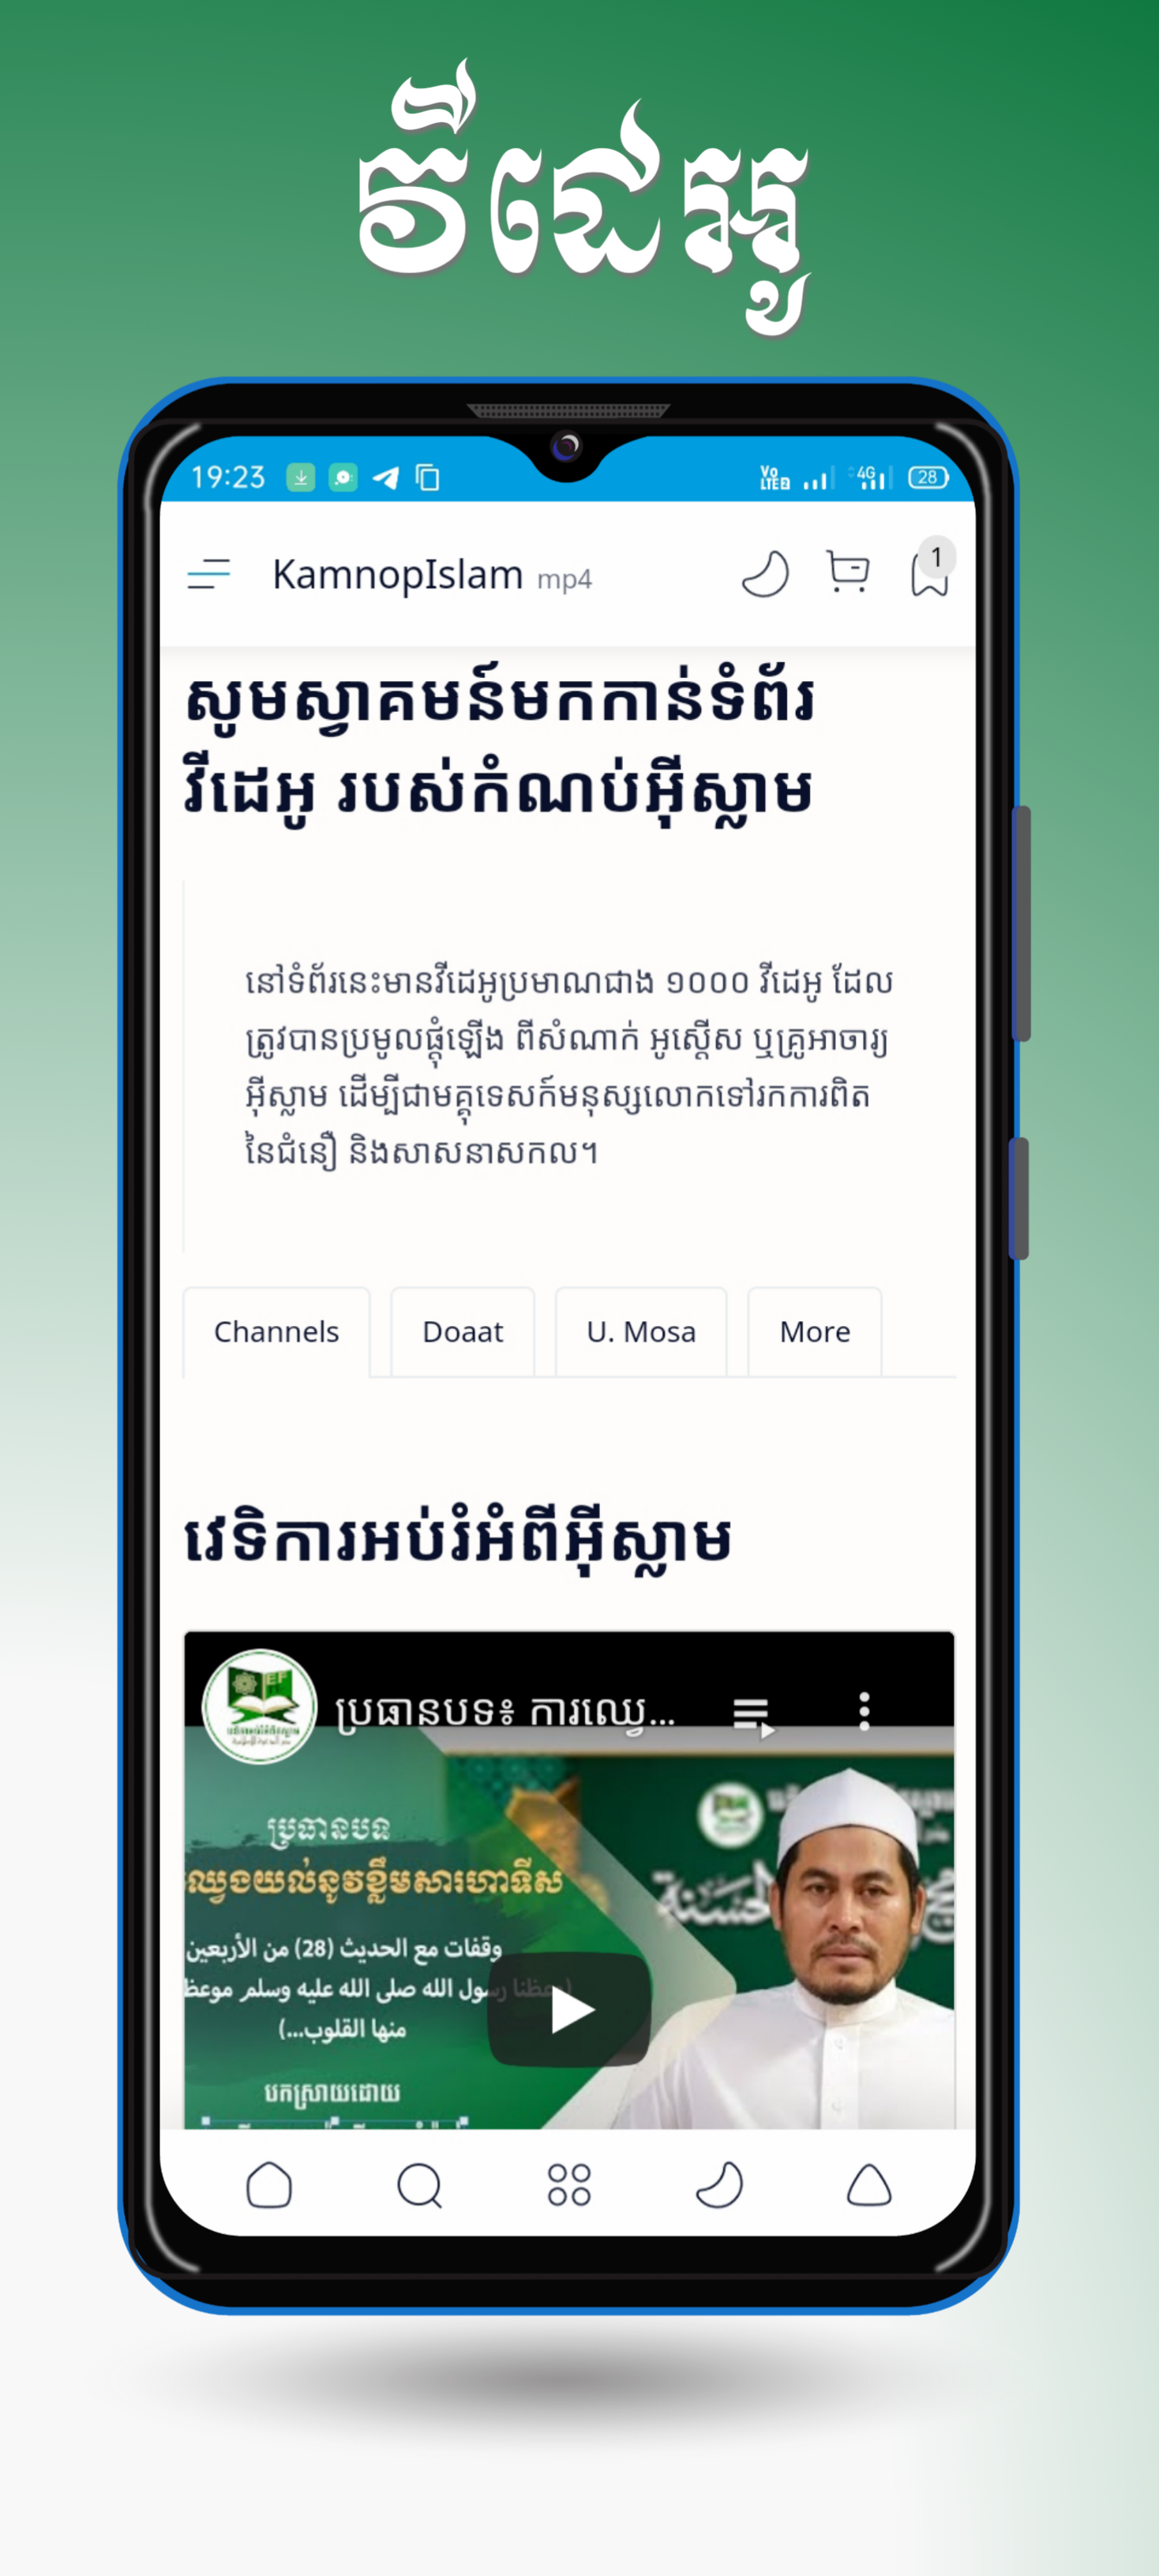 វីដេអូ
19:23
Vo LTE2 4G 28
KamnopIslam mp4
1
សូមស្វាគមន៍មកកាន់ទំព័រ
វីដេអូ របស់កំណប់អ៊ីស្លាម
នៅទំព័រនេះមានវីដេអូប្រមាណជាង ១០០០ វីដេអូ ដែល
ត្រូវបានប្រមូលផ្តុំឡើង ពីសំណាក់ អូស្តើស ឬគ្រូអាចារ្យ
អ៊ីស្លាម ដើម្បីជាមគ្គុទេសក៍មនុស្សលោកទៅរកការពិត
នៃជំនឿ និងសាសនាសកល។
Channels
Doaat
U. Mosa
More
វេទិការអប់រំអំពីអ៊ីស្លាម
ប្រធានបទ៖ ការឈ្វេ...
ប្រធានបទ
ឈ្វេងយល់នូវខ្លឹមសារហាទីស
وقفات مع الحديث (28) من الأربعين
(وعظنا رسول الله صلى الله عليه وسلم موعظ
منها القلوب...)
បកស្រាយដោយ